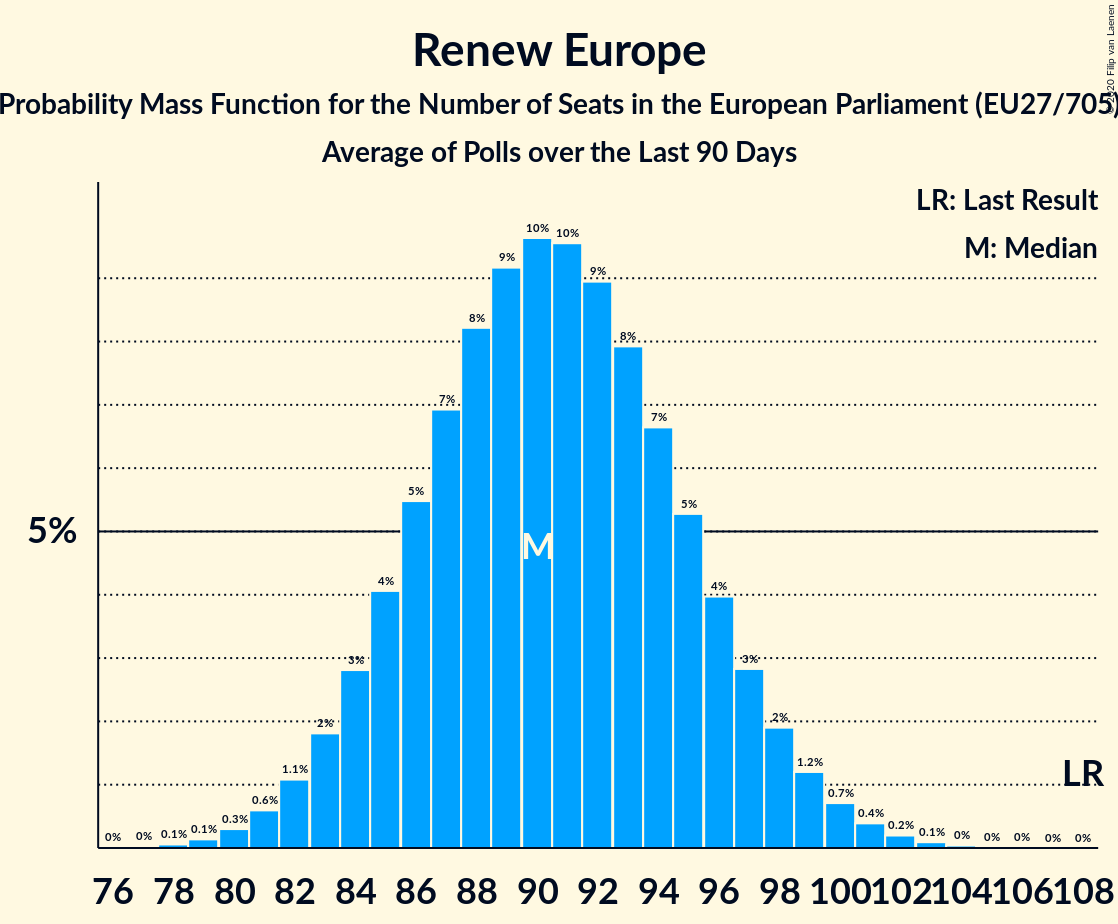 Renew Europe
Probability Mass Function for the Number of Seats in the European Parliament (EU27/705)
Average of Polls over the Last 90 Days
© 2020 Filip van Laenen
LR: Last Result
M: Median
5%
0% 0% 0.1% 0.1% 0.3% 0.6% 1.1% 2% 3% 4% 5% 7% 8% 9% 10% 10% 9% 8% 7% 5% 4% 3% 2% 1.2% 0.7% 0.4% 0.2% 0.1% 0% 0% 0% 0% 0%
M
LR
76 78 80 82 84 86 88 90 92 94 96 98 100 102 104 106 108